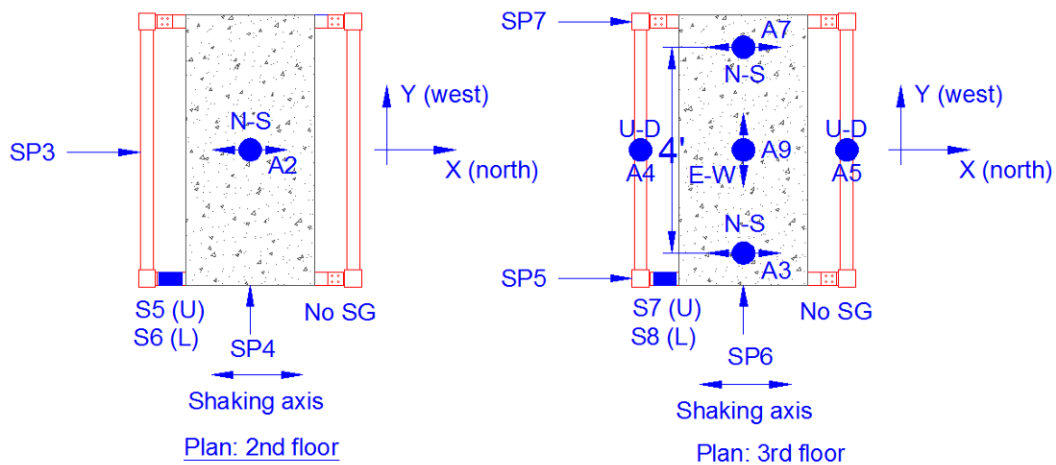 N-S
A2
SP3
Y (west)
X (north)
S5 (U)
S6 (L)
No SG
SP4
Shaking axis
Plan: 2nd floor
SP7
A7
N-S
U-D
A4
4'
A9
E-W
U-D
A5
Y (west)
X (north)
N-S
A3
SP5
S7 (U)
S8 (L)
No SG
SP6
Shaking axis
Plan: 3rd floor